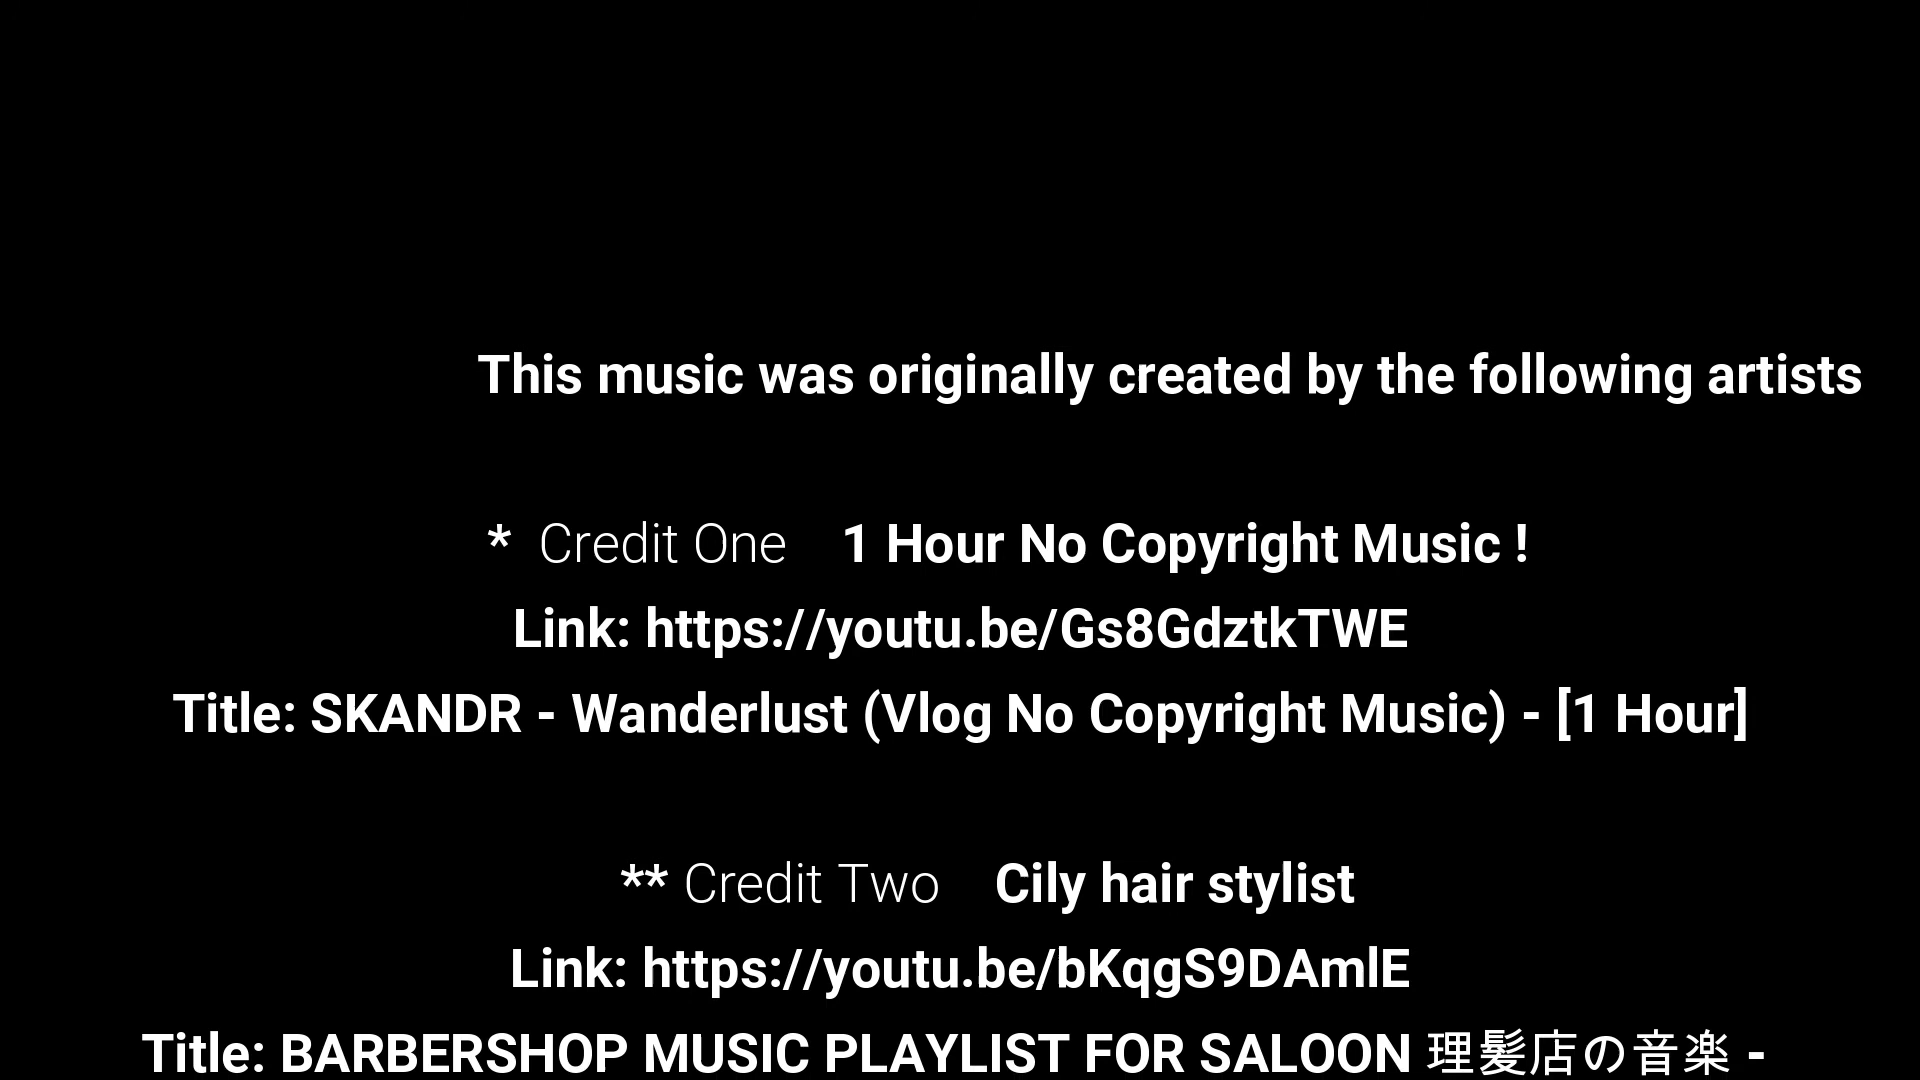 This music was originally created by the following artists
* Credit One 1 Hour No Copyright Music !
Link: https://youtu.be/Gs8GdztkTWE
Title: SKANDR - Wanderlust (Vlog No Copyright Music) - [1 Hour]
** Credit Two Cily hair stylist
Link: https://youtu.be/bKqgS9DAmlE
Title: BARBERSHOP MUSIC PLAYLIST FOR SALOON 理髪店の音楽 -